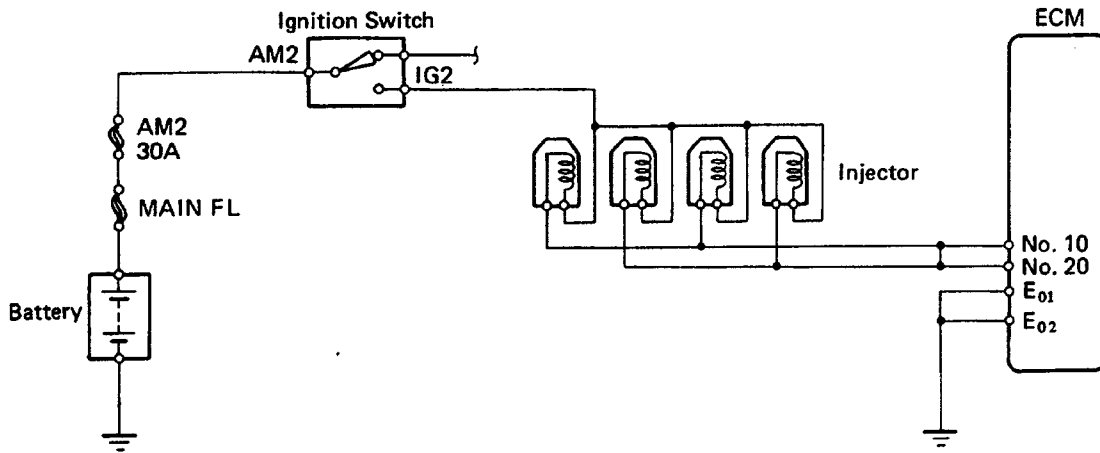 Ignition Switch
ECM
AM2
IG2
AM2
30A
MAIN FL
Injector
No. 10
No. 20
E01
E02
Battery